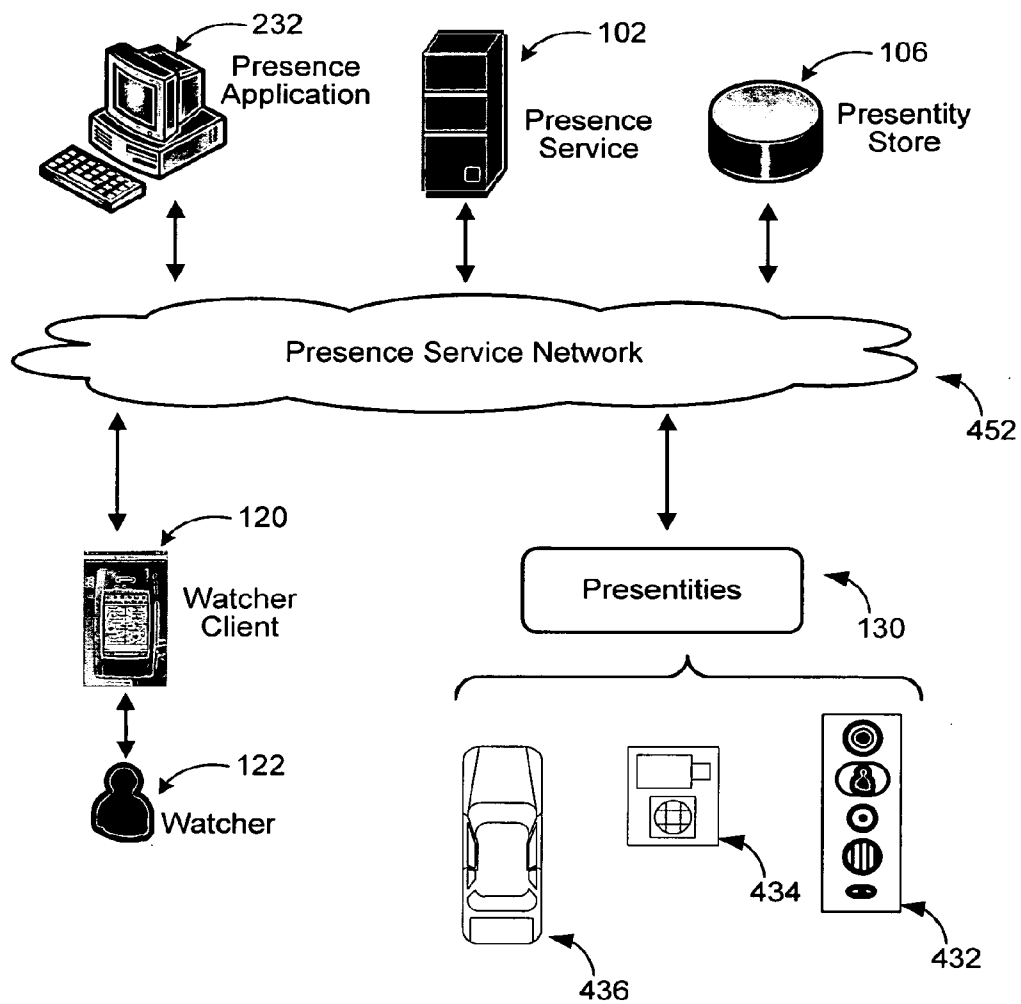 232
Presence
Application
102
Presence
Service
106
Presentity
Store
Presence Service Network
452
120
Watcher
Client
Presentities
130
122
Watcher
434
432
436